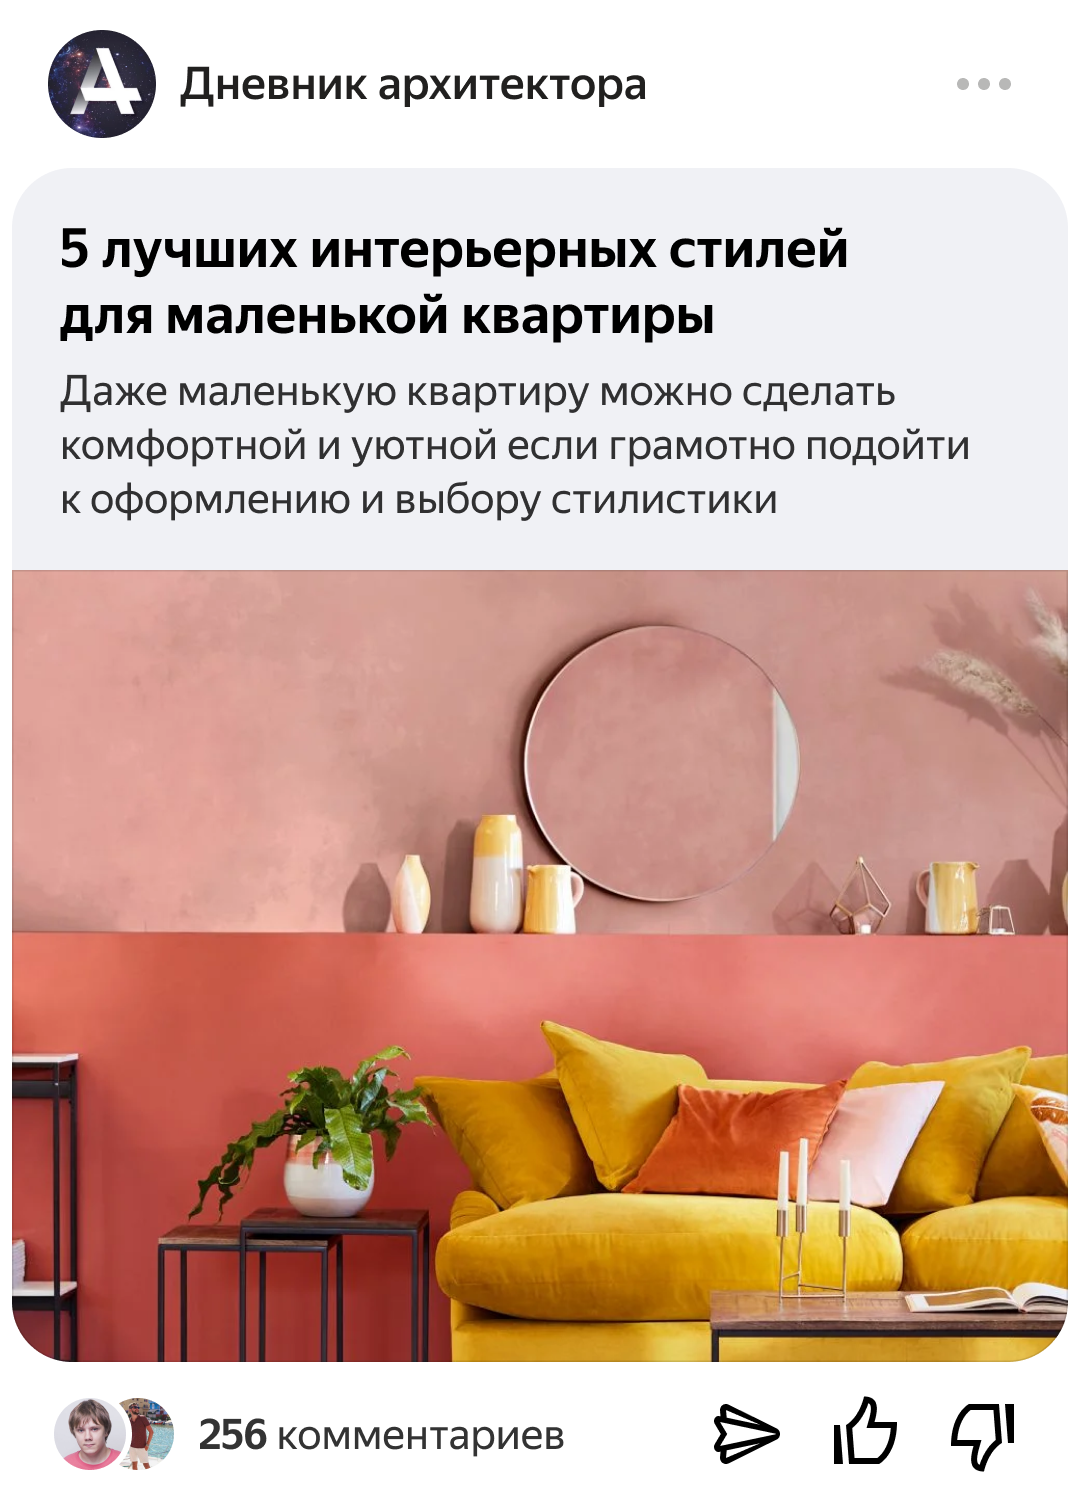 Дневник архитектора
5 лучших интерьерных стилей
для маленькой квартиры
Даже маленькую квартиру можно сделать
комфортной и уютной если грамотно подойти
к оформлению и выбору стилистики
256 комментариев